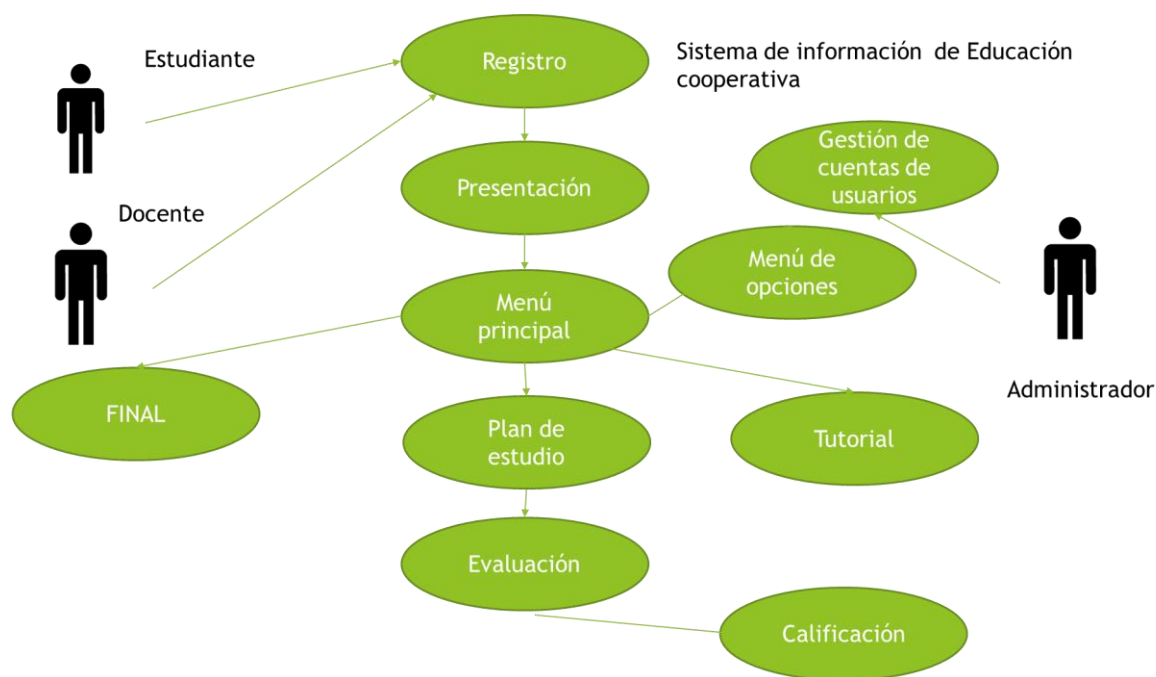 Estudiante
Registro
Sistema de información de Educación
cooperativa
Gestión de
cuentas de
usuarios
Presentación
Docente
Menú de
opciones
Menú
principal
Administrador
FINAL
Plan de
estudio
Tutorial
Evaluación
Calificación